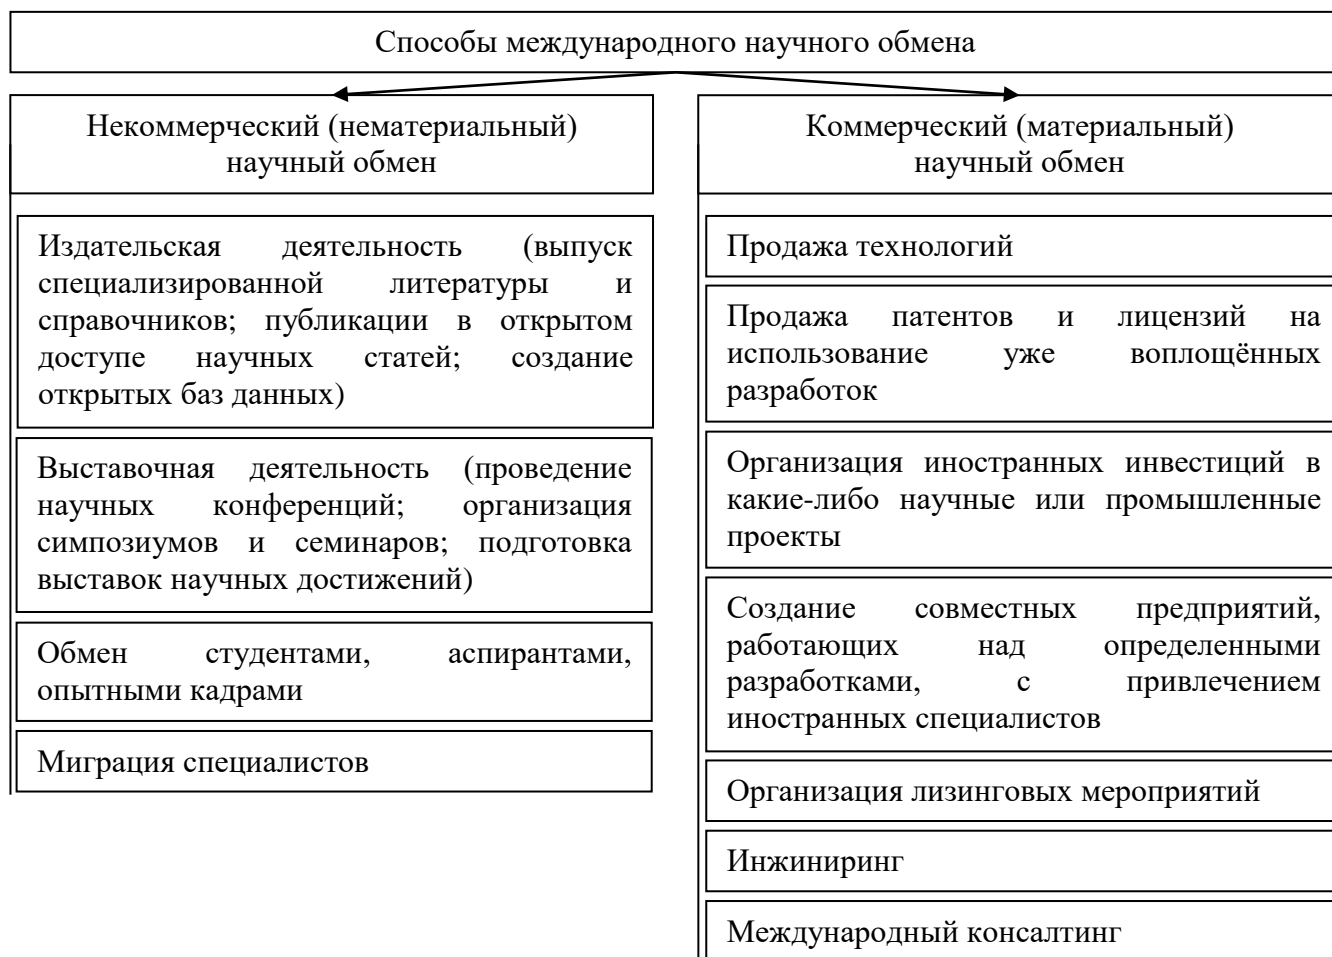 Способы международного научного обмена
Некоммерческий (нематериальный)
научный обмен
Издательская деятельность (выпуск
специализированной литературы и
справочников; публикации в открытом
доступе научных статей; создание
открытых баз данных)
Выставочная деятельность (проведение
научных конференций; организация
симпозиумов и семинаров; подготовка
выставок научных достижений)
Обмен студентами, аспирантами,
опытными кадрами
Миграция специалистов
Коммерческий (материальный)
научный обмен
Продажа технологий
Продажа патентов и лицензий на
использование уже воплощённых
разработок
Организация иностранных инвестиций в
какие-либо научные или промышленные
проекты
Создание совместных предприятий,
работающих над определенными
разработками, с привлечением
иностранных специалистов
Организация лизинговых мероприятий
Инжиниринг
Международный консалтинг